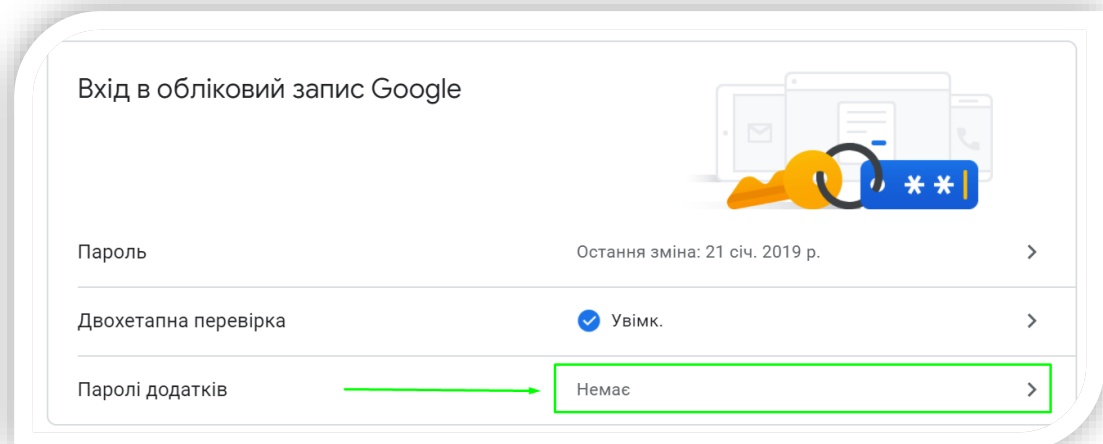 Вхід в обліковий запис Google
**
Пароль Остання зміна: 21 січ. 2019 р.
Двохетапна перевірка Увімк.
Паролі додатків Немає